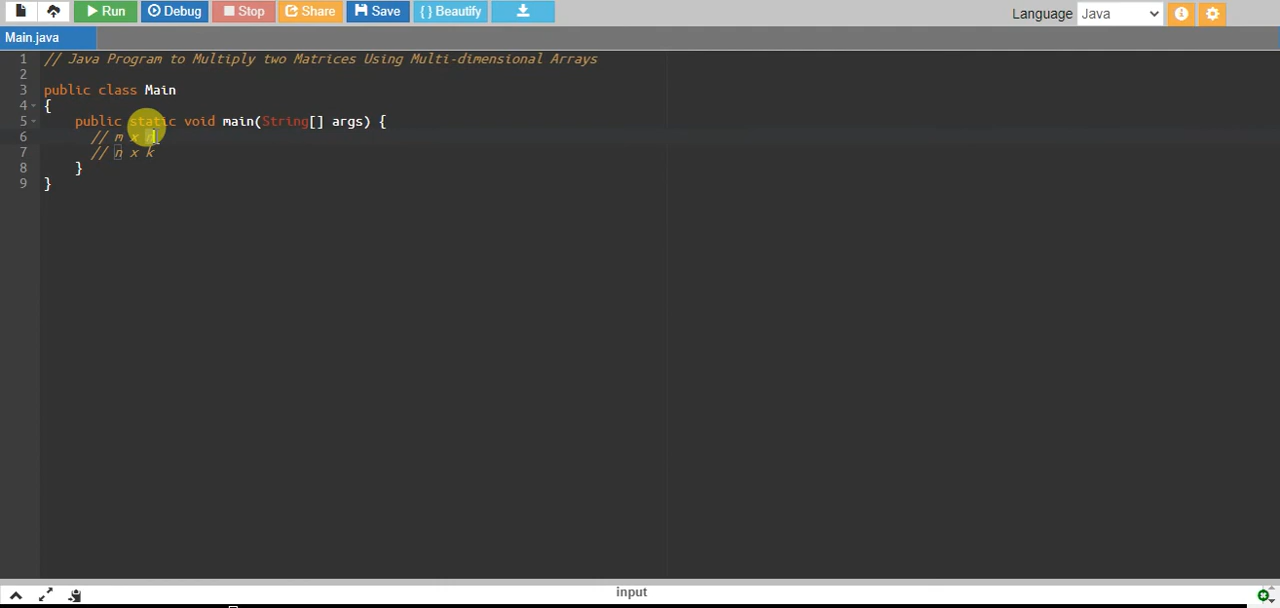 Run Debug Stop Share Save { } Beautify Language Java
Main.java
1 // Java Program to Multiply two Matrices Using Multi-dimensional Arrays
2
3 public class Main
4 {
5 public static void main(String[] args) {
6 // m x n
7 // n x k
8 }
9 }
input